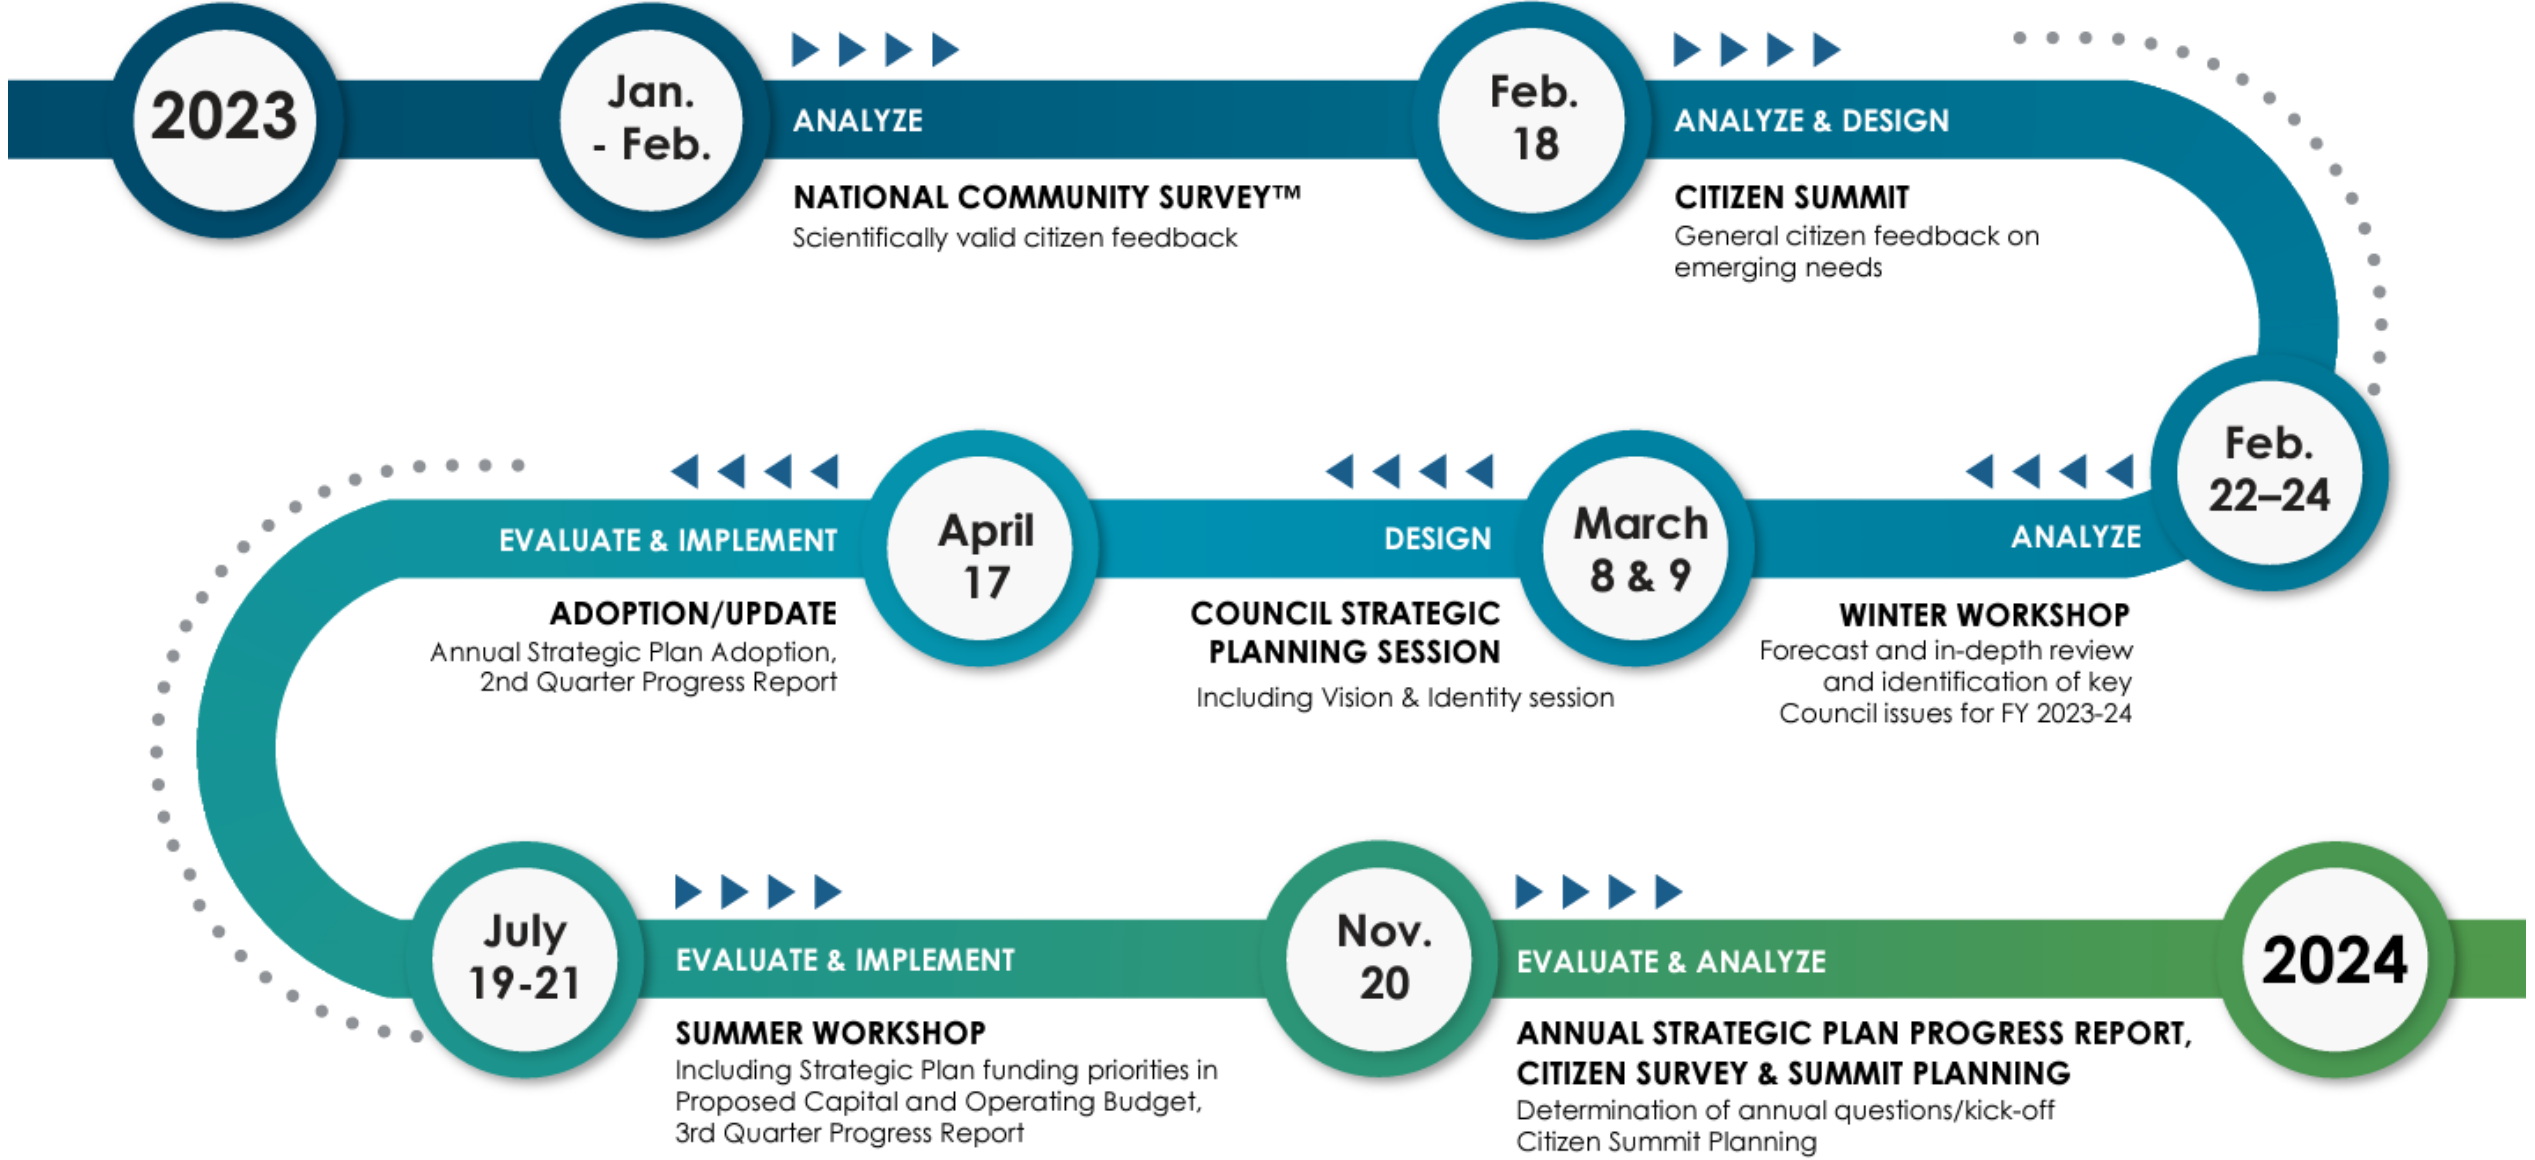 2023
Jan.
- Feb.
ANALYZE
NATIONAL COMMUNITY SURVEY™
Scientifically valid citizen feedback
Feb.
18
ANALYZE & DESIGN
CITIZEN SUMMIT
General citizen feedback on
emerging needs
Feb.
22–24
ANALYZE
WINTER WORKSHOP
Forecast and in-depth review
and identification of key
Council issues for FY 2023-24
March
8 & 9
DESIGN
COUNCIL STRATEGIC
PLANNING SESSION
Including Vision & Identity session
April
17
EVALUATE & IMPLEMENT
ADOPTION/UPDATE
Annual Strategic Plan Adoption,
2nd Quarter Progress Report
July
19-21
EVALUATE & IMPLEMENT
SUMMER WORKSHOP
Including Strategic Plan funding priorities in
Proposed Capital and Operating Budget,
3rd Quarter Progress Report
Nov.
20
EVALUATE & ANALYZE
ANNUAL STRATEGIC PLAN PROGRESS REPORT,
CITIZEN SURVEY & SUMMIT PLANNING
Determination of annual questions/kick-off
Citizen Summit Planning
2024